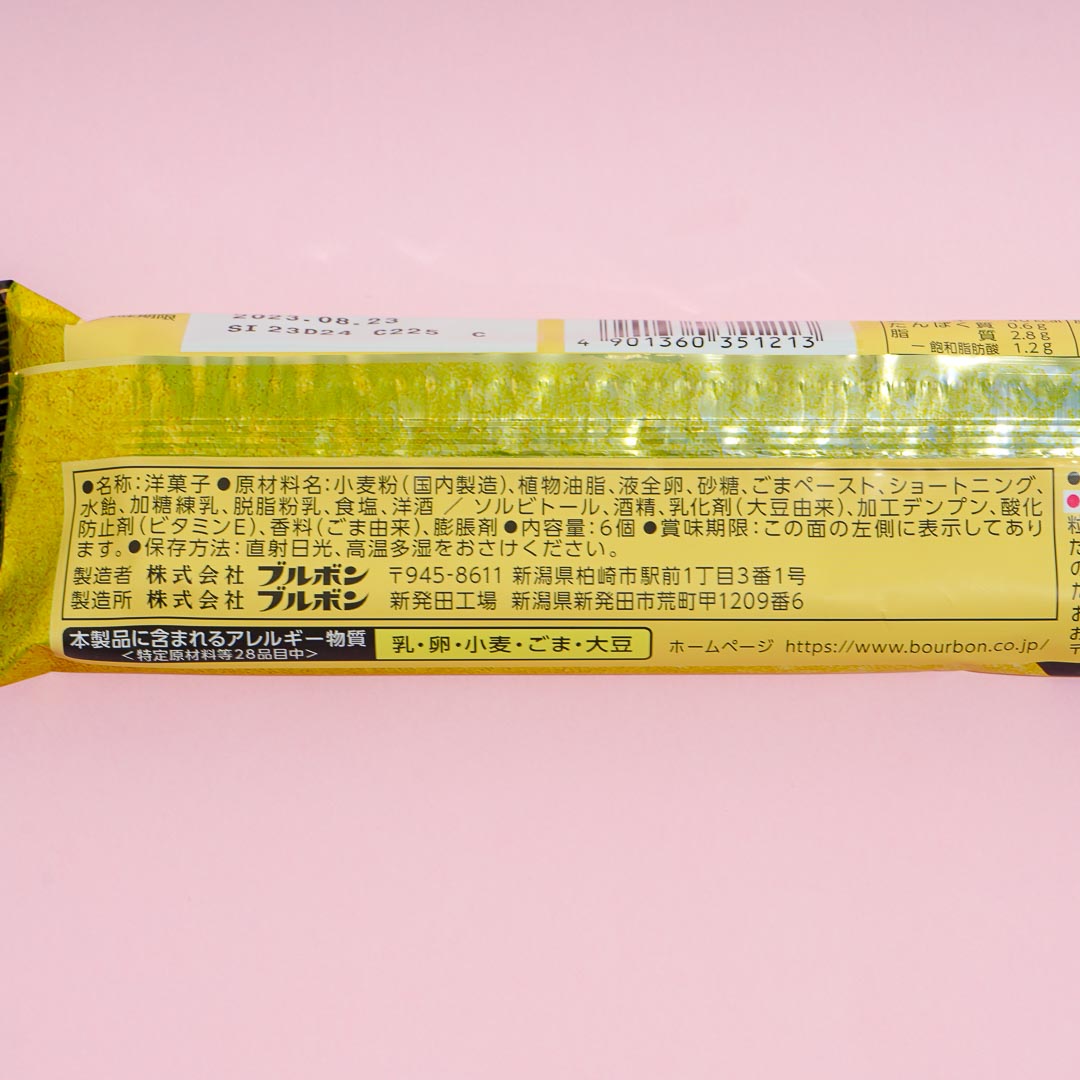 2023.08.23
SI 23D24 C225 C
4 901360 351213
たんぱく質 0.6g
脂質 2.8g
－飽和脂肪酸 1.2g
●名称:洋菓子●原材料名:小麦粉(国内製造)、植物油脂、液全卵、砂糖、ごまペースト、ショートニング、
水飴、加糖練乳、脱脂粉乳、食塩、洋酒／ソルビトール、酒精、乳化剤(大豆由来)、加工デンプン、酸化
防止剤(ビタミンE)、香料(ごま由来)、膨脹剤●内容量:6個●賞味期限:この面の左側に表示してあり
ます。●保存方法:直射日光、高温多湿をおさけください。
製造者 株式会社 ブルボン 〒945-8611 新潟県柏崎市駅前1丁目3番1号
製造所 株式会社 ブルボン 新発田工場 新潟県新発田市荒町甲1209番6
本製品に含まれるアレルギー物質
＜特定原材料等28品目中＞
乳・卵・小麦・ごま・大豆
ホームページ https://www.bourbon.co.jp/